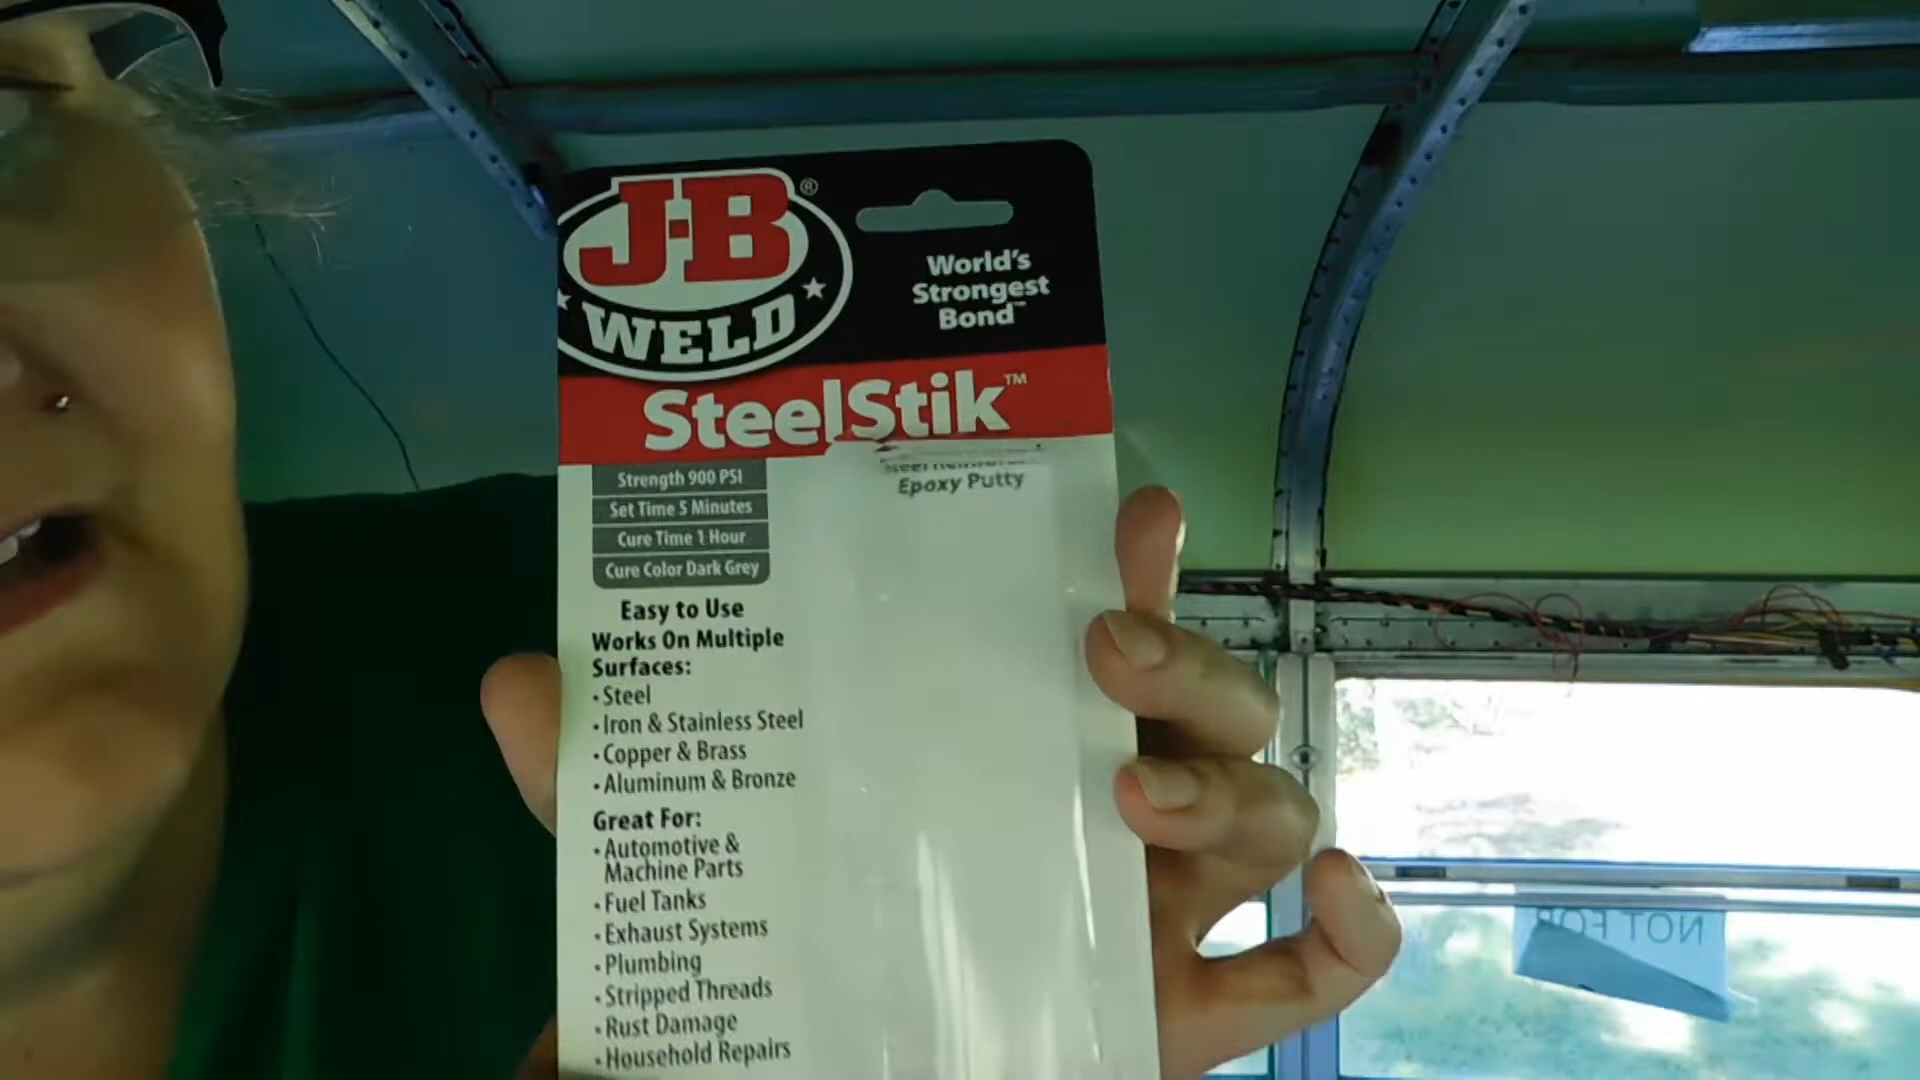 J-B
WELD
®
World's
Strongest
Bond™
SteelStik™
Strength 900 PSI
Set Time 5 Minutes
Cure Time 1 Hour
Cure Color Dark Grey
Epoxy Putty
Easy to Use
Works On Multiple
Surfaces:
•Steel
•Iron & Stainless Steel
•Copper & Brass
•Aluminum & Bronze
Great For:
•Automotive &
Machine Parts
•Fuel Tanks
•Exhaust Systems
•Plumbing
•Stripped Threads
•Rust Damage
•Household Repairs
NOT FOR